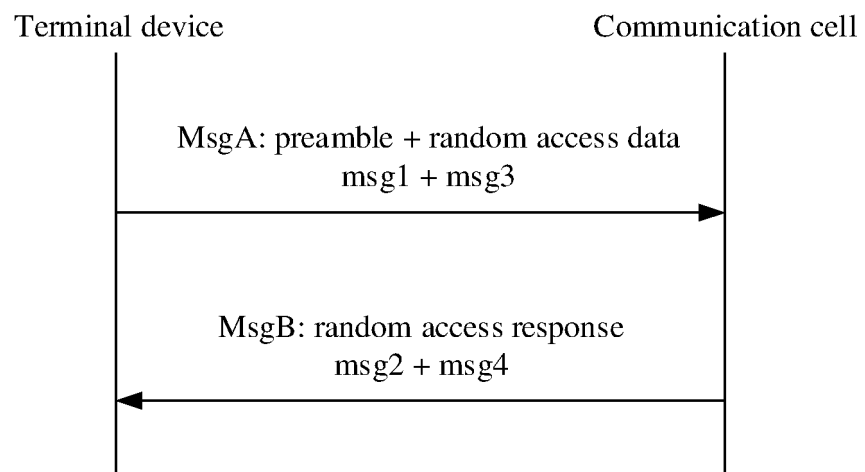 Terminal device
Communication cell
MsgA: preamble + random access data
msg1 + msg3
MsgB: random access response
msg2 + msg4